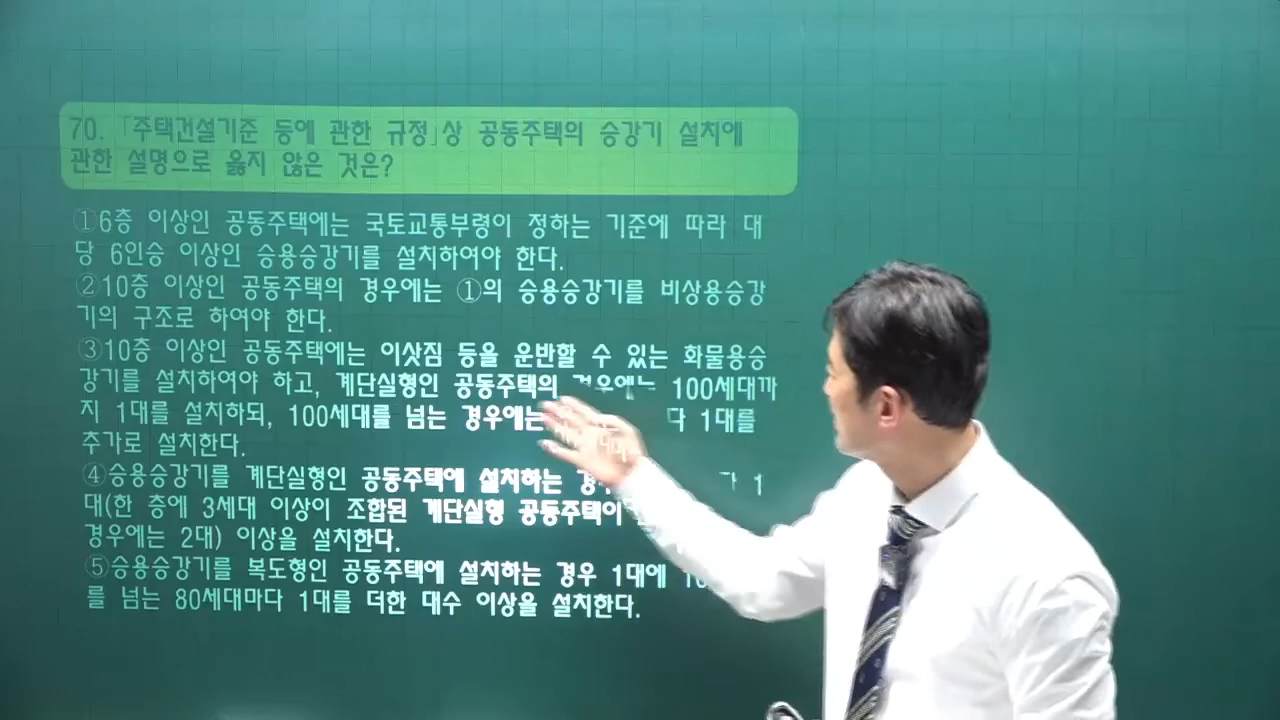 70. 「주택건설기준 등에 관한 규정」상 공동주택의 승강기 설치에
관한 설명으로 옳지 않은 것은?
①6층 이상인 공동주택에는 국토교통부령이 정하는 기준에 따라 대
당 6인승 이상인 승용승강기를 설치하여야 한다.
②10층 이상인 공동주택의 경우에는 ①의 승용승강기를 비상용승강
기의 구조로 하여야 한다.
③10층 이상인 공동주택에는 이삿짐 등을 운반할 수 있는 화물용승
강기를 설치하여야 하고, 계단실형인 공동주택의 경우에는 100세대까
지 1대를 설치하되, 100세대를 넘는 경우에는 다 1대를
추가로 설치한다.
④승용승강기를 계단실형인 공동주택에 설치하는 1
대(한 층에 3세대 이상이 조합된 계단실형 공동주택이
경우에는 2대) 이상을 설치한다.
⑤승용승강기를 복도형인 공동주택에 설치하는 경우 1대에
를 넘는 80세대마다 1대를 더한 대수 이상을 설치한다.